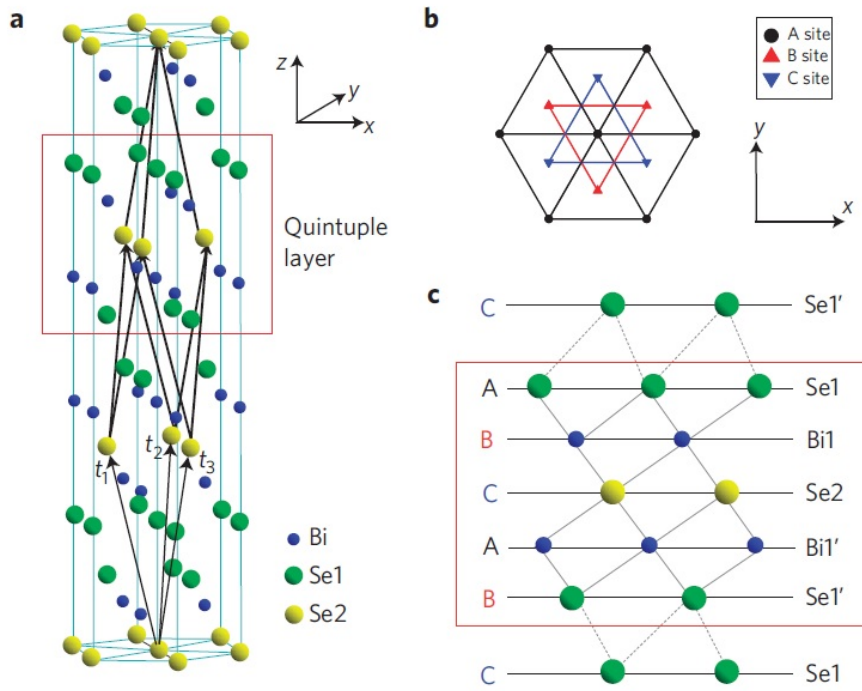 a
z
y
x
Quintuple
layer
t1
t2
t3
Bi
Se1
Se2
b
A site
B site
C site
y
x
c
C Se1'
A Se1
B Bi1
C Se2
A Bi1'
B Se1'
C Se1